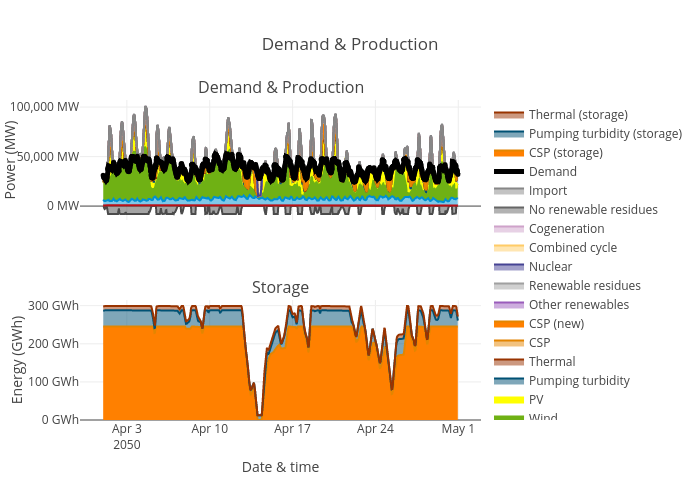 Demand & Production
Demand & Production
100,000 MW
50,000 MW
0 MW
Power (MW)
Storage
300 GWh
200 GWh
100 GWh
0 GWh
Energy (GWh)
Apr 3
2050
Apr 10
Apr 17
Apr 24
May 1
Date & time
Thermal (storage)
Pumping turbidity (storage)
CSP (storage)
Demand
Import
No renewable residues
Cogeneration
Combined cycle
Nuclear
Renewable residues
Other renewables
CSP (new)
CSP
Thermal
Pumping turbidity
PV
Wind